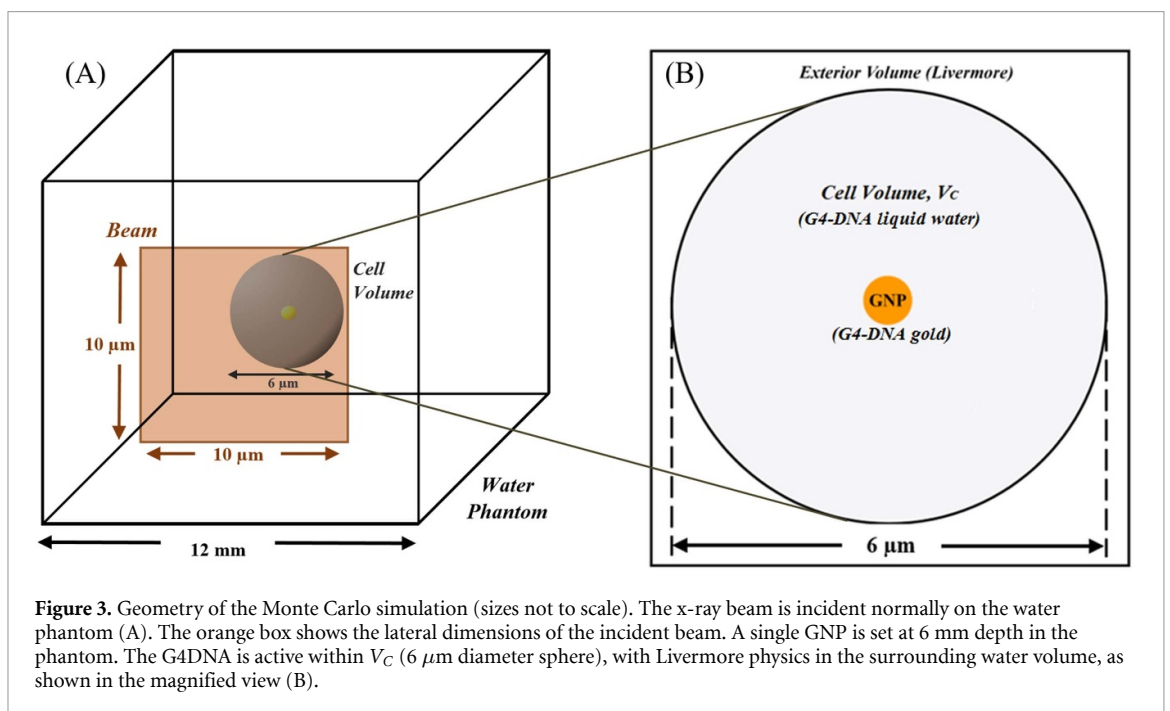 (A)
Beam
10 µm
Cell
Volume
6 µm
10 µm
Water
Phantom
12 mm
(B)
Exterior Volume (Livermore)
Cell Volume, VC
(G4-DNA liquid water)
GNP
(G4-DNA gold)
6 µm
Figure 3. Geometry of the Monte Carlo simulation (sizes not to scale). The x-ray beam is incident normally on the water
phantom (A). The orange box shows the lateral dimensions of the incident beam. A single GNP is set at 6 mm depth in the
phantom. The G4DNA is active within VC (6 μm diameter sphere), with Livermore physics in the surrounding water volume, as
shown in the magnified view (B).